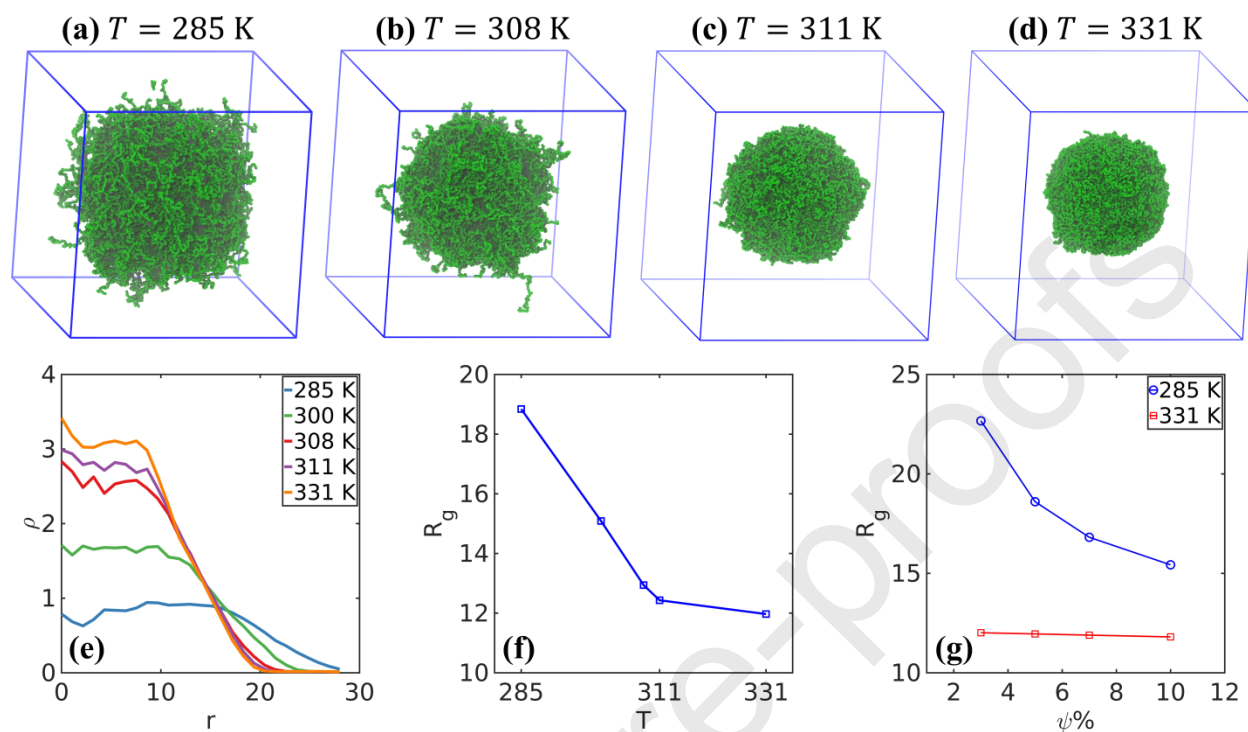 (a) T = 285 K
(b) T = 308 K
(c) T = 311 K
(d) T = 331 K
4
3
2
1
0
ρ
0
10
20
30
r
285 K
300 K
308 K
311 K
331 K
(e)
20
18
16
14
12
10
R_g
285
311
331
T
(f)
25
20
15
10
R_g
2
4
6
8
10
12
ψ%
285 K
331 K
(g)
re-proofs